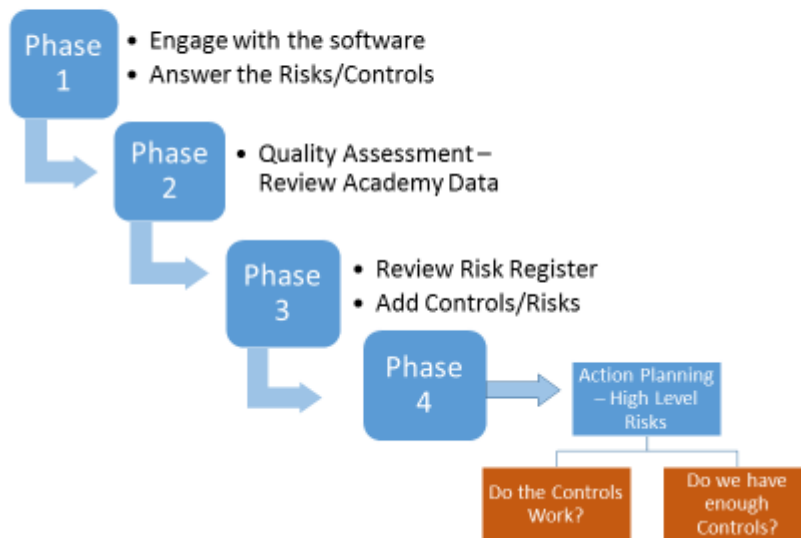 Phase
1
• Engage with the software
• Answer the Risks/Controls
Phase
2
• Quality Assessment –
Review Academy Data
Phase
3
• Review Risk Register
• Add Controls/Risks
Phase
4
Action Planning
– High Level
Risks
Do the Controls
Work?
Do we have
enough
Controls?